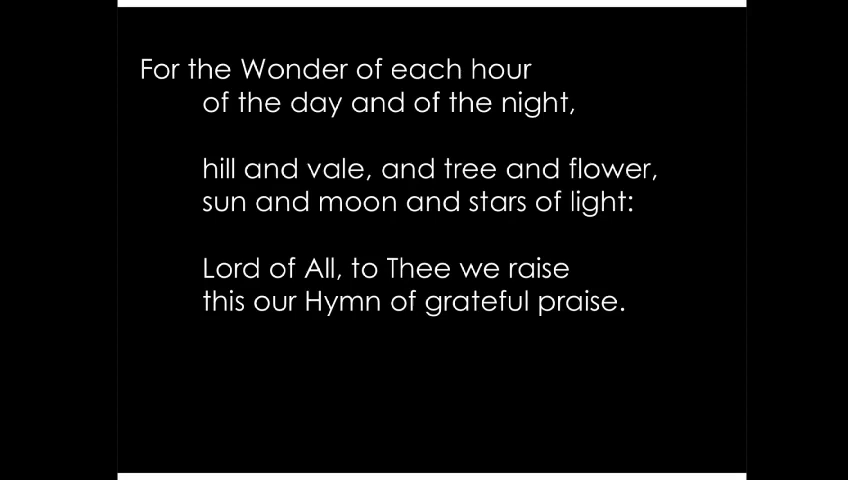 For the Wonder of each hour
of the day and of the night,
hill and vale, and tree and flower,
sun and moon and stars of light:
Lord of All, to Thee we raise
this our Hymn of grateful praise.